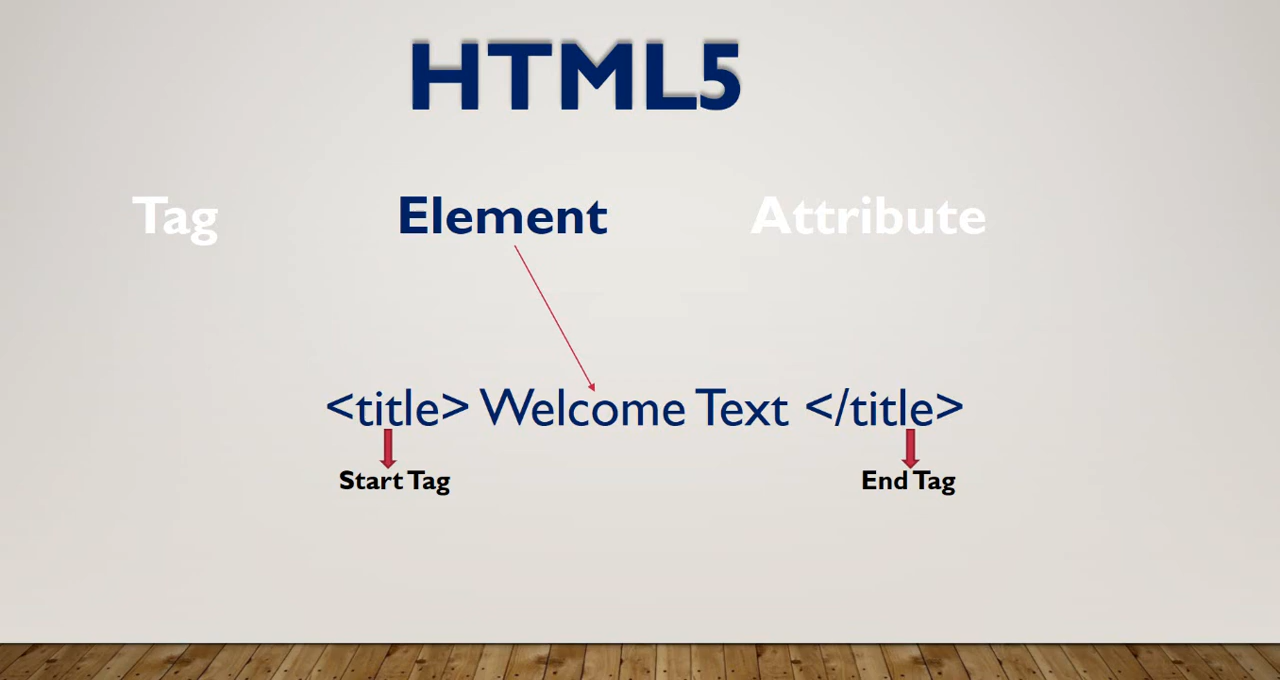 HTML5
Tag Element Attribute
<title> Welcome Text </title>
Start Tag End Tag